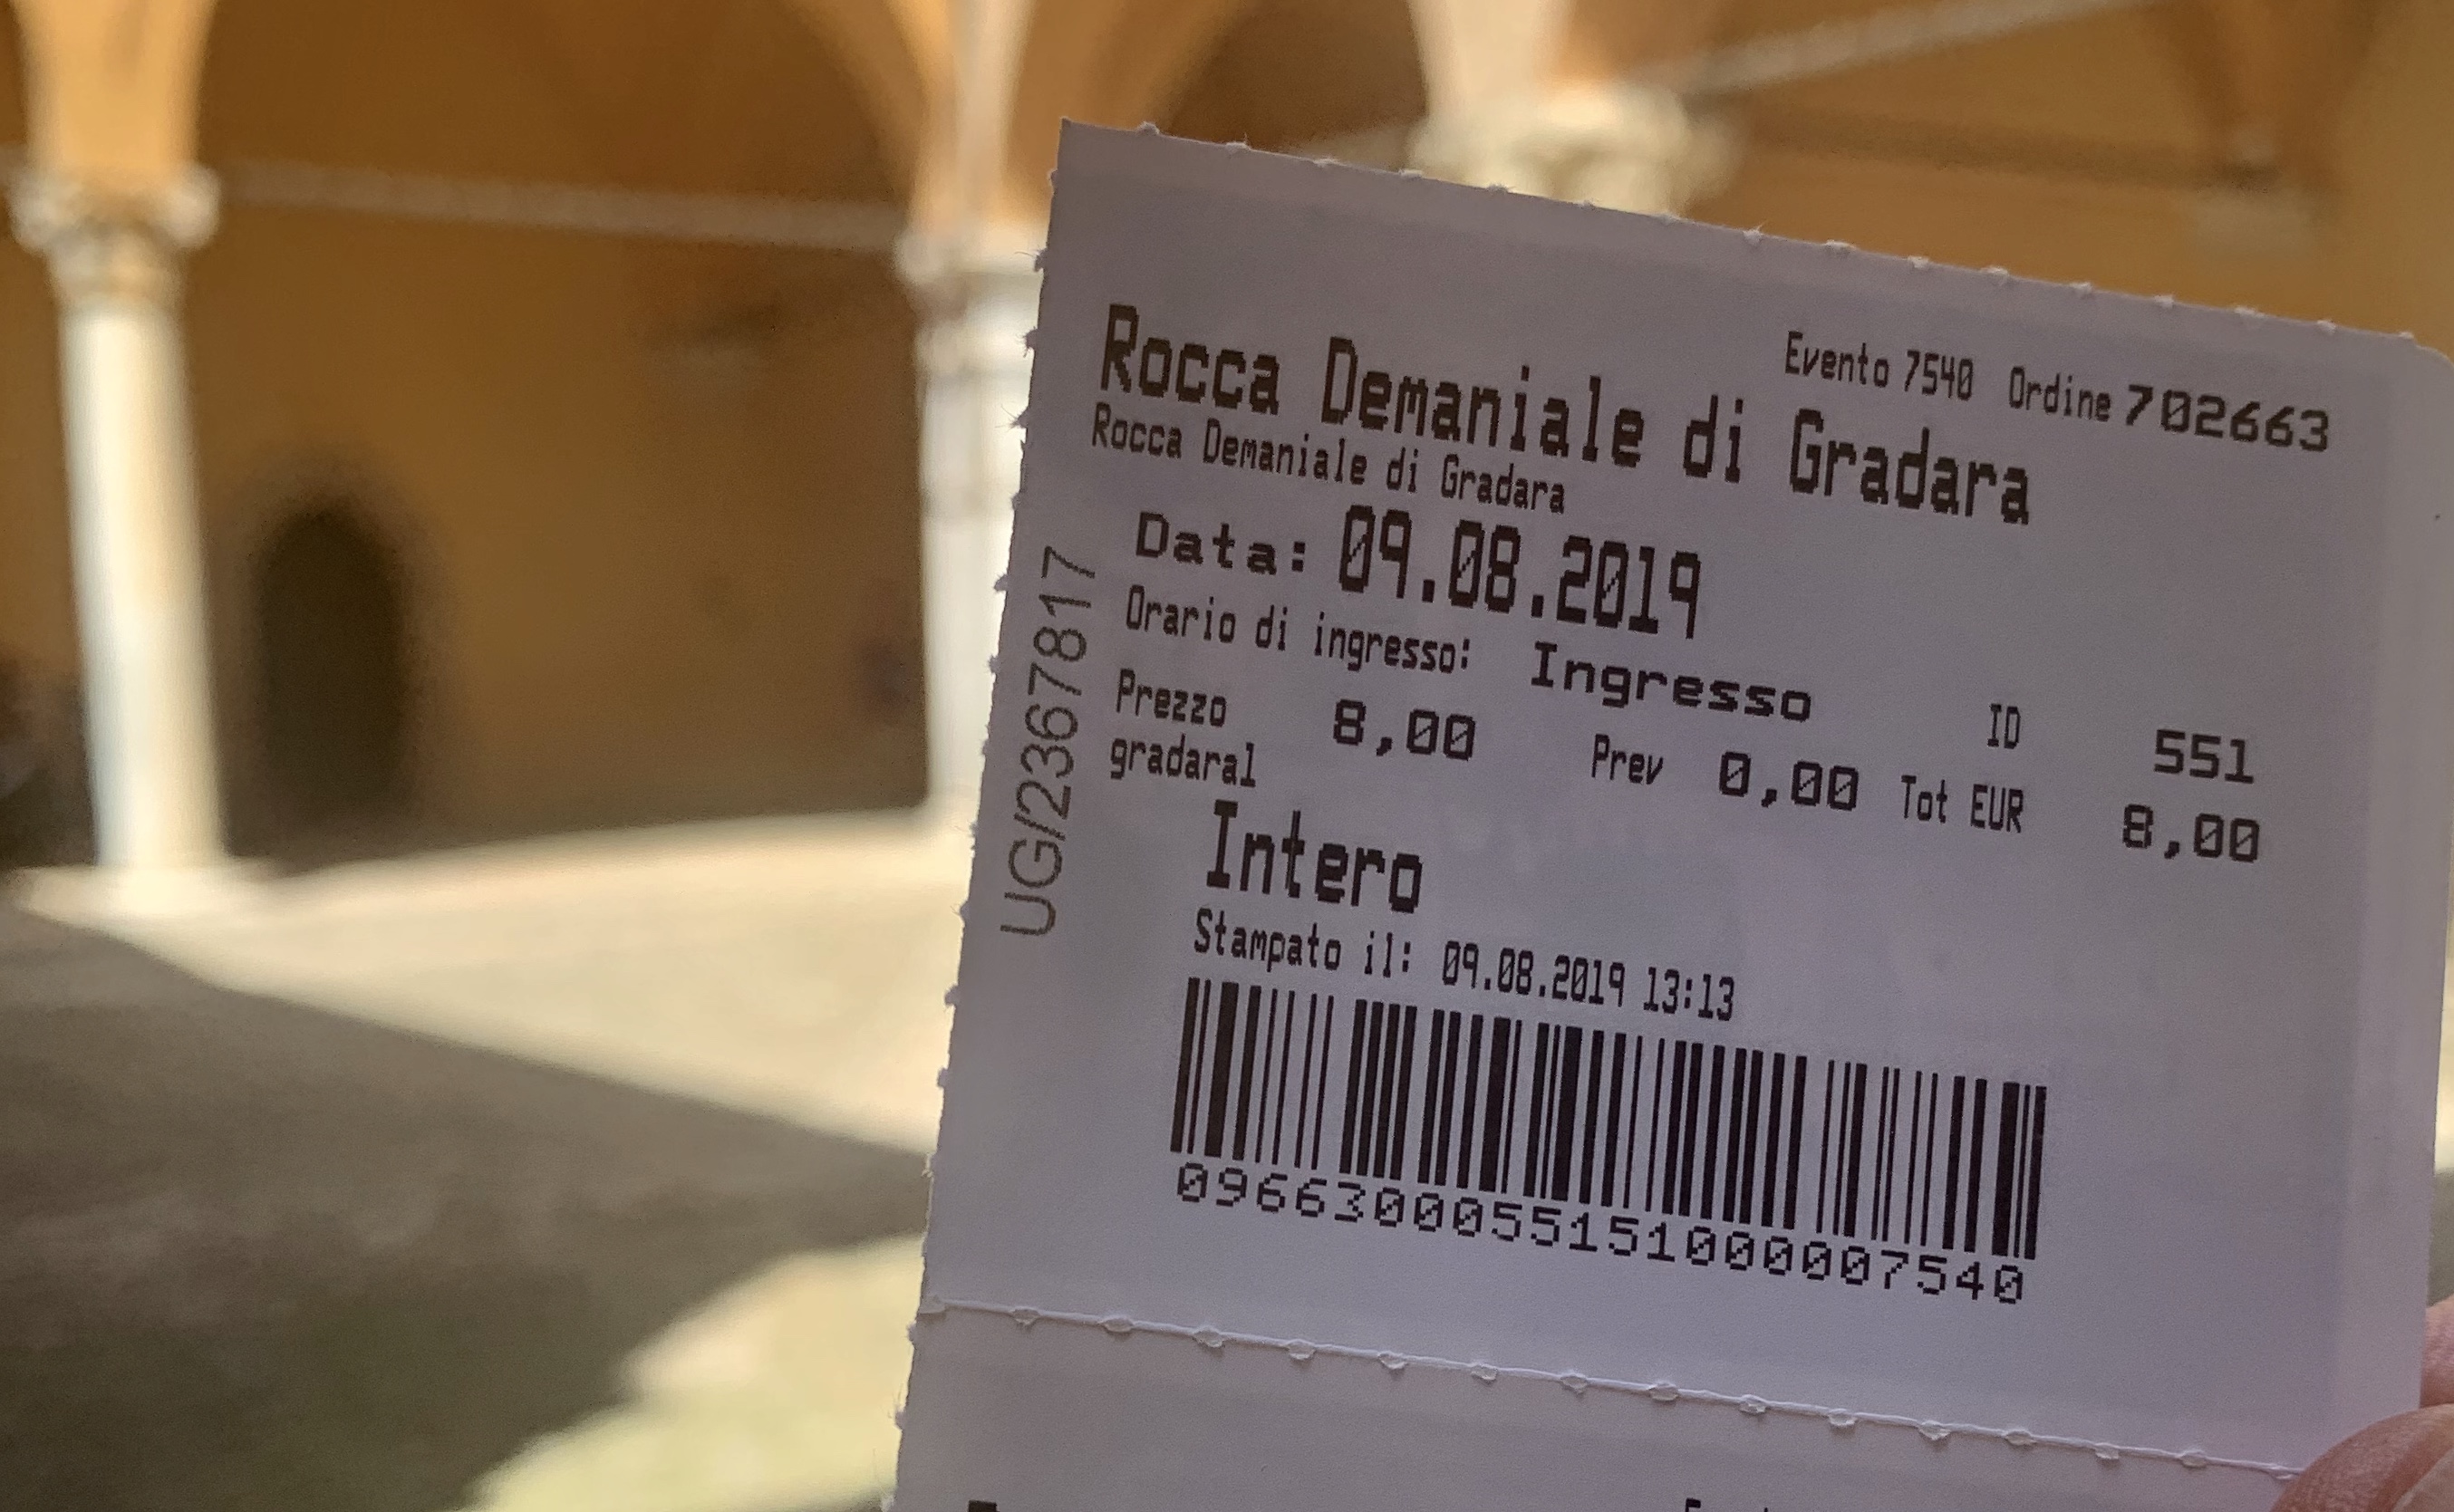 Evento 7540 Ordine 702663
Rocca Demaniale di Gradara
Rocca Demaniale di Gradara
Data: 09.08.2019
Orario di ingresso: Ingresso ID 551
Prezzo 8,00 Prev 0,00 Tot EUR 8,00
gradara1
Intero
Stampato il: 09.08.2019 13:13
0966300055151000007540
UG/2367817